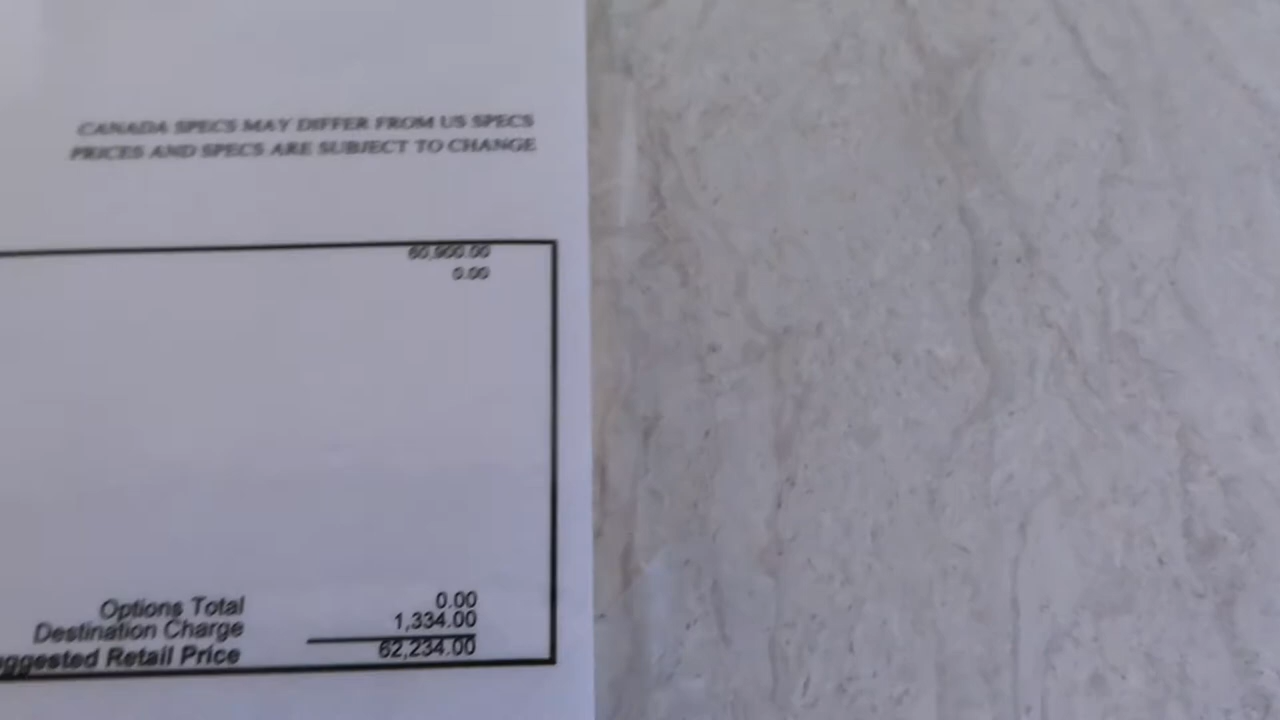 CANADA SPECS MAY DIFFER FROM US SPECS
PRICES AND SPECS ARE SUBJECT TO CHANGE
60,900.00
0.00
Options Total 0.00
Destination Charge 1,334.00
uggested Retail Price 62,234.00